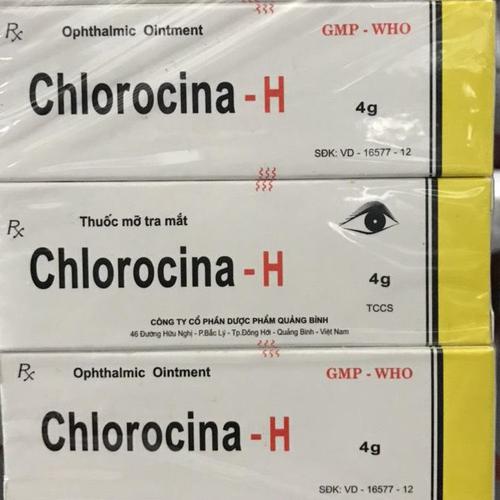 Rx Ophthalmic Ointment GMP - WHO
Chlorocina - H
4g
SĐK: VD - 16577 - 12
Rx Thuốc mỡ tra mắt
Chlorocina - H
4g
TCCS
CÔNG TY CỔ PHẦN DƯỢC PHẨM QUẢNG BÌNH
46 Đường Hữu Nghị - P.Bắc Lý - Tp.Đồng Hới - Quảng Bình - Việt Nam
Rx Ophthalmic Ointment GMP - WHO
Chlorocina - H
4g
SĐK: VD - 16577 - 12